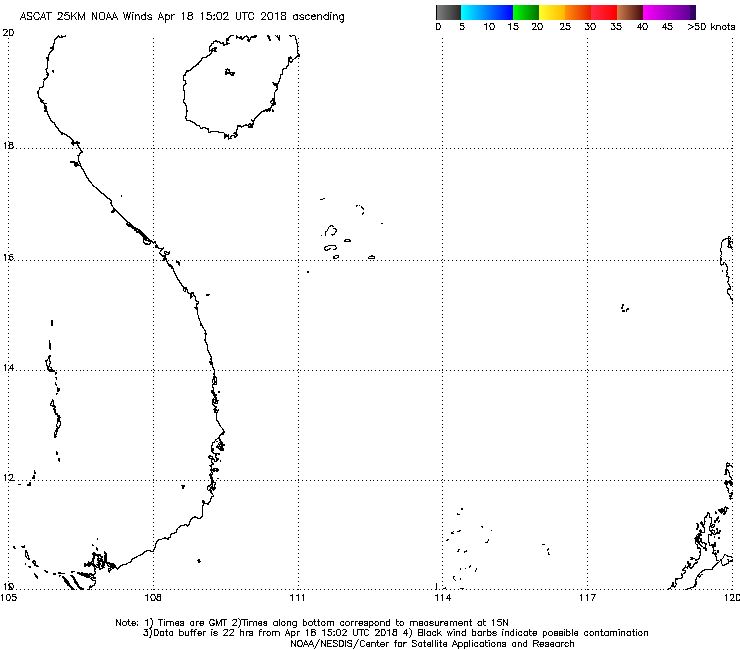 ASCAT 25KM NOAA Winds Apr 18 15:02 UTC 2018 ascending
0 5 10 15 20 25 30 35 40 45 >50 knots
20
18
16
14
12
10
105 108 111 114 117 120
Note: 1) Times are GMT 2)Times along bottom correspond to measurement at 15N
3)Data buffer is 22 hrs from Apr 18 15:02 UTC 2018 4) Black wind barbs indicate possible contamination
NOAA/NESDIS/Center for Satellite Applications and Research